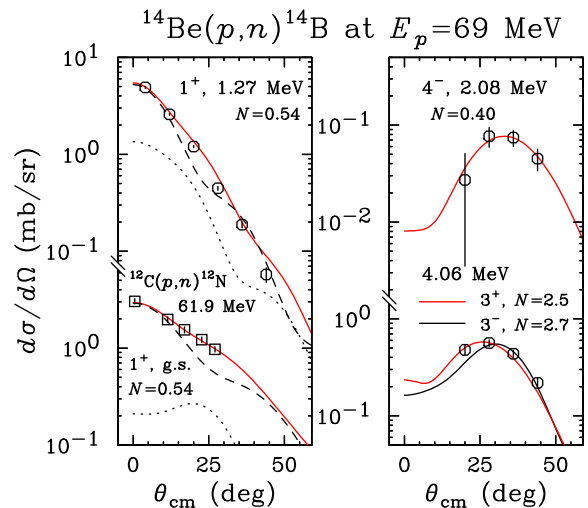 ¹⁴Be(p,n)¹⁴B at Eₚ=69 MeV
1⁺, 1.27 MeV
N=0.54
10¹
10⁰
10⁻¹
¹²C(p,n)¹²N
61.9 MeV
1⁺, g.s.
N=0.54
10¹
10⁰
10⁻¹
dσ/dΩ (mb/sr)
0 25 50
θcm (deg)
4⁻, 2.08 MeV
N=0.40
10⁻¹
10⁻²
4.06 MeV
3⁺, N=2.5
3⁻, N=2.7
10⁰
10⁻¹
0 25 50
θcm (deg)